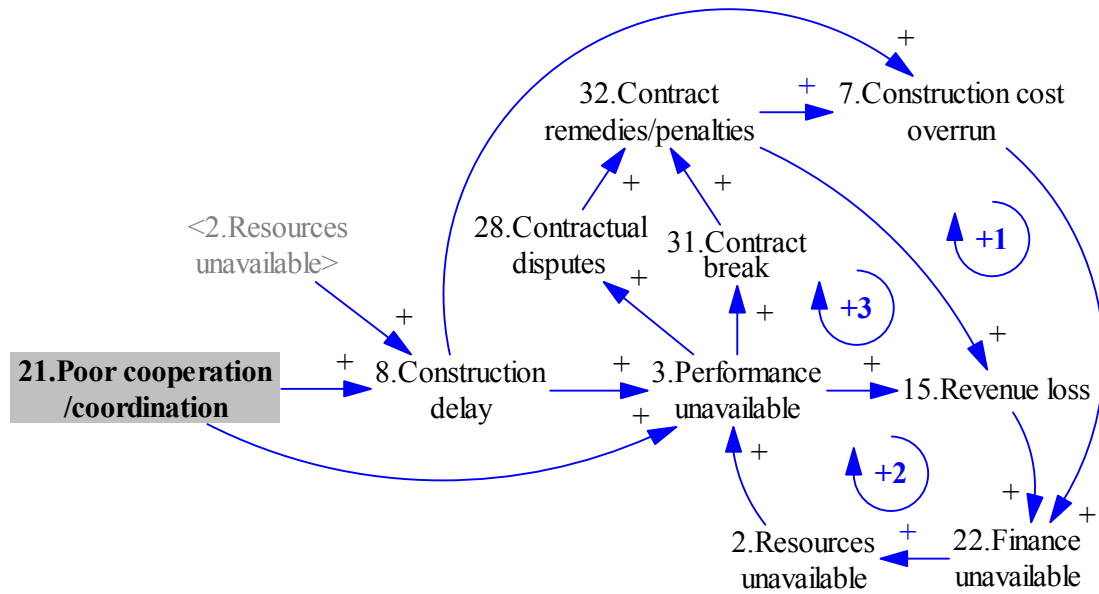 +
32.Contract
remedies/penalties
+
7.Construction cost
overrun
+
+
<2.Resources
unavailable>
28.Contractual
disputes
31.Contract
break
+1
+
+
+3
+
+
21.Poor cooperation
/coordination
+
8.Construction
delay
+
3.Performance
unavailable
+
15.Revenue loss
+
+
+2
+
+
2.Resources
unavailable
+
22.Finance
unavailable